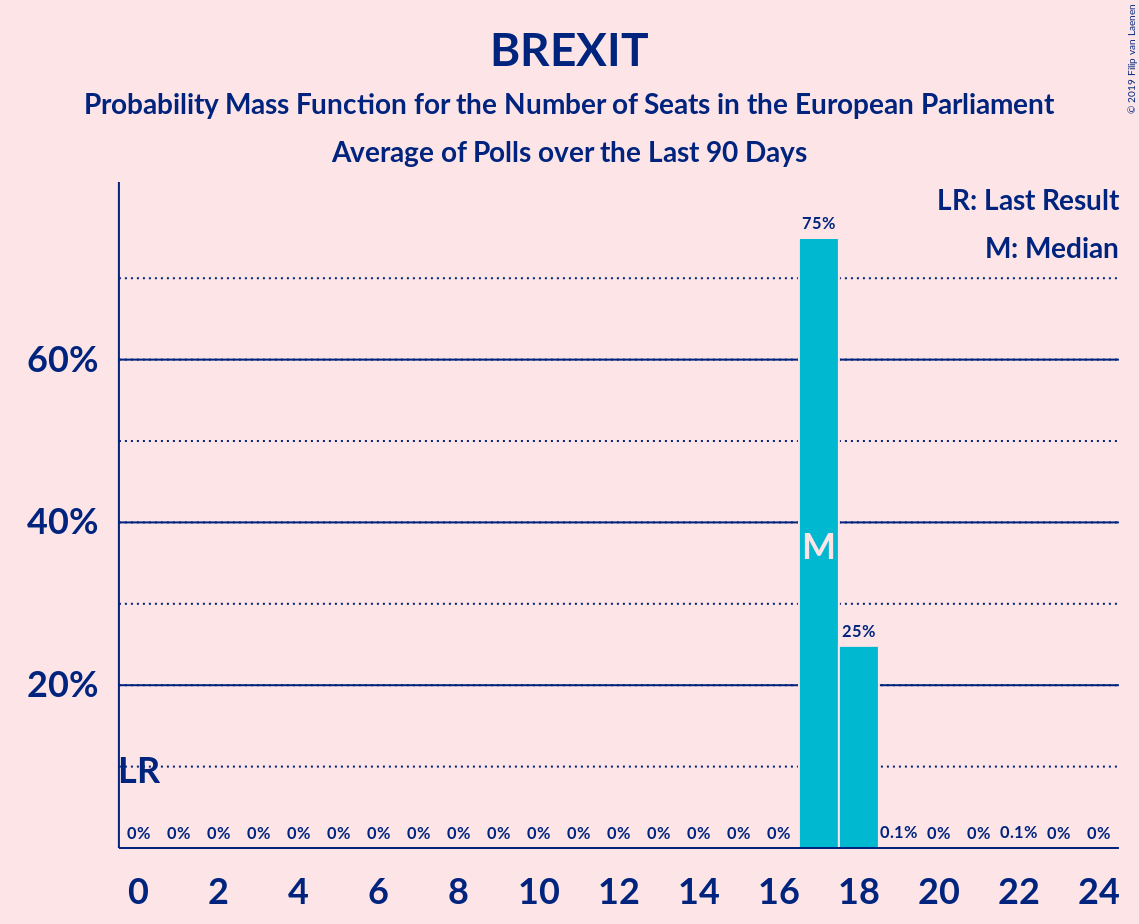 BREXIT
Probability Mass Function for the Number of Seats in the European Parliament
Average of Polls over the Last 90 Days
© 2019 Filip van Laenen
LR: Last Result
M: Median
75%
60%
40%
M
25%
20%
LR
0% 0% 0% 0% 0% 0% 0% 0% 0% 0% 0% 0% 0% 0% 0% 0% 0% 0.1% 0% 0% 0.1% 0% 0%
0 2 4 6 8 10 12 14 16 18 20 22 24